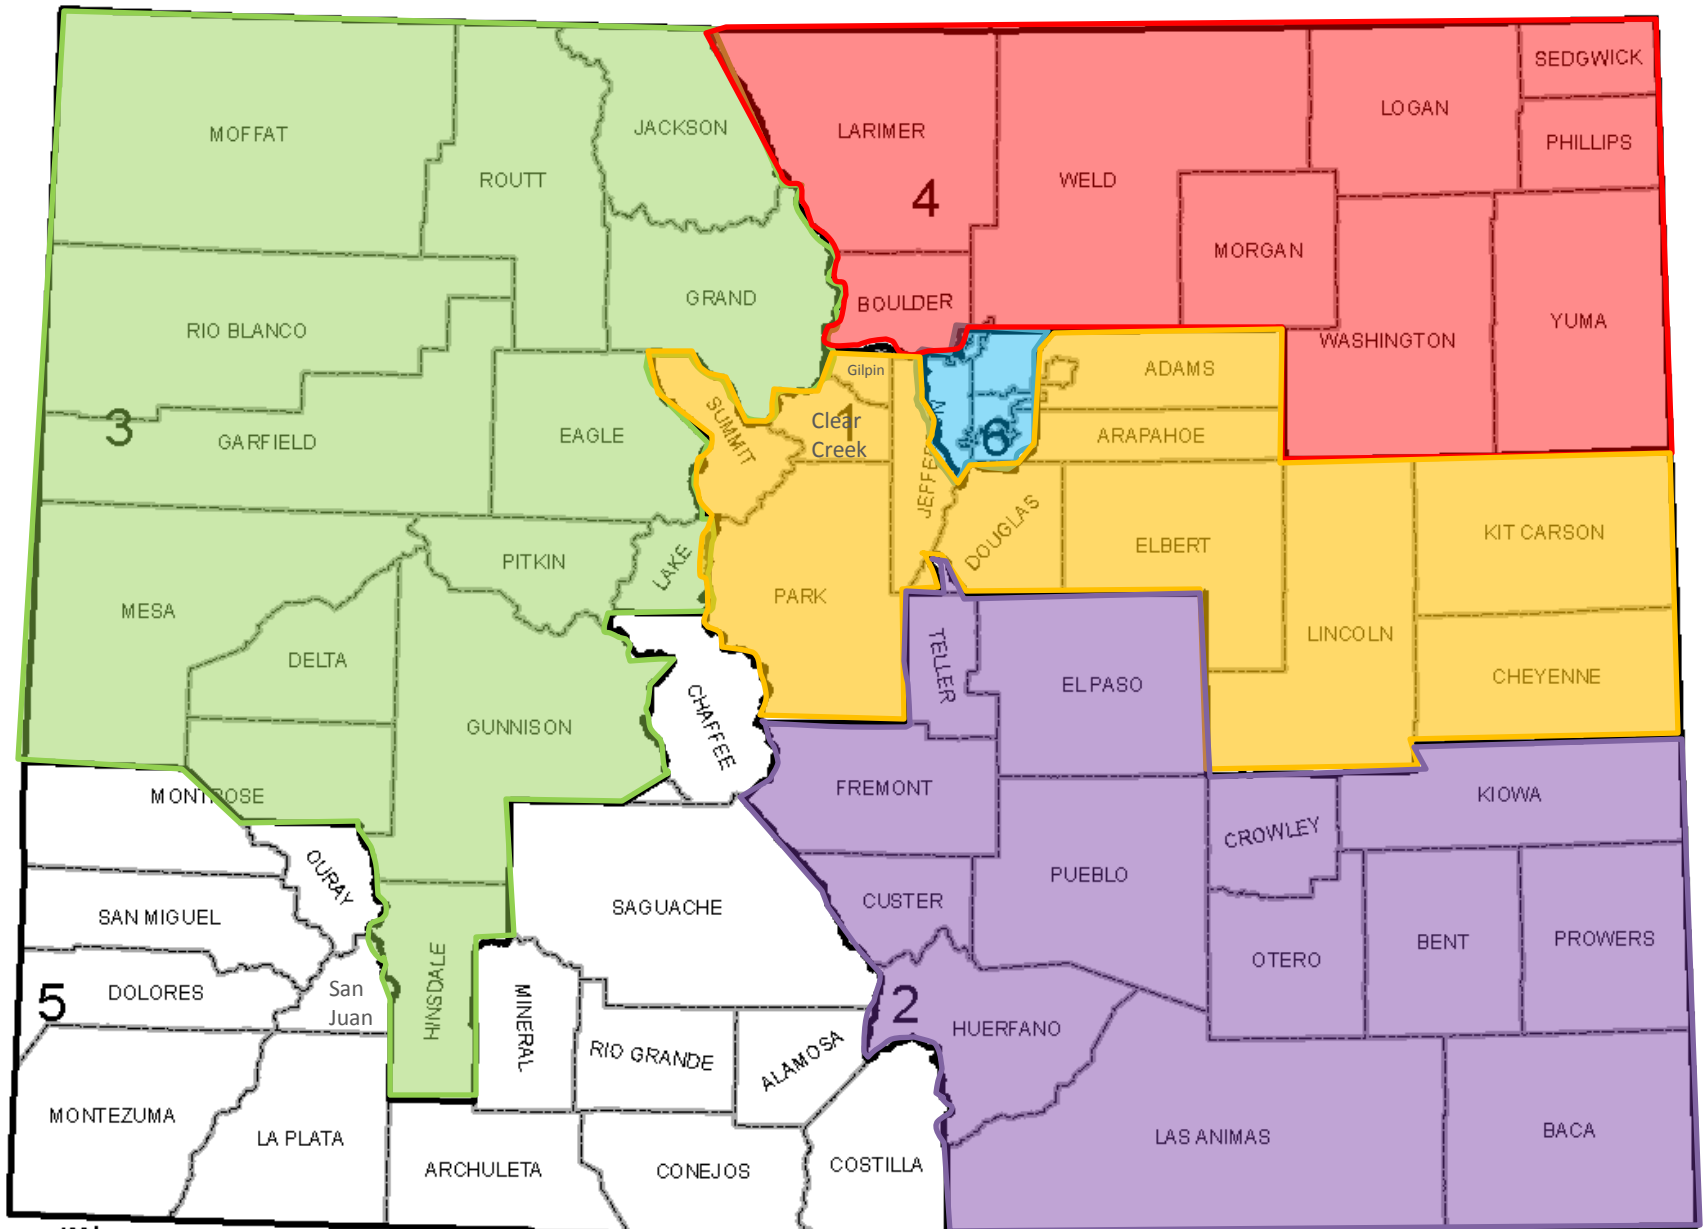 SEDGWICK
LOGAN
MOFFAT
JACKSON
LARIMER
PHILLIPS
ROUTT
WELD
4
MORGAN
GRAND
BOULDER
RIO BLANCO
YUMA
WASHINGTON
Gilpin
ADAMS
3
GARFIELD
EAGLE
SUMMIT
1
Clear
Creek
6
ARAPAHOE
JEFFE
DOUGLAS
KIT CARSON
ELBERT
PITKIN
LAKE
MESA
PARK
LINCOLN
DELTA
TELLER
CHEYENNE
EL PASO
GUNNISON
CHAFFEE
FREMONT
MONTROSE
KIOWA
CROWLEY
OURAY
PUEBLO
CUSTER
SAGUACHE
SAN MIGUEL
BENT
PROWERS
OTERO
HINSDALE
DOLORES
5
San
Juan
MINERAL
2
HUERFANO
RIO GRANDE
ALAMOSA
MONTEZUMA
LA PLATA
LAS ANIMAS
BACA
ARCHULETA
CONEJOS
COSTILLA